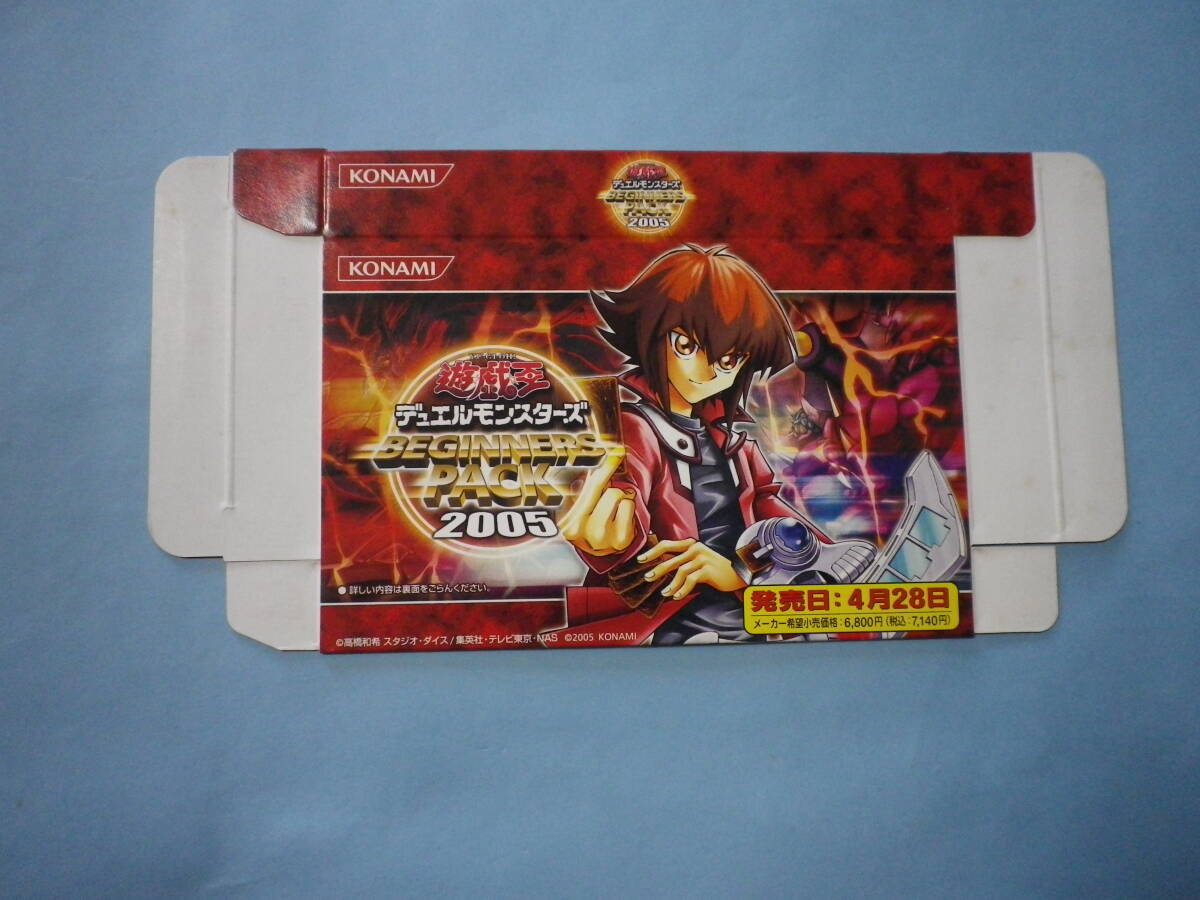 KONAMI
遊戯王
デュエルモンスターズ
BEGINNERS
PACK
2005
KONAMI
YU-GI-OH!
遊戯王
デュエルモンスターズ
BEGINNERS
PACK
2005
●詳しい内容は裏面をごらんください。
発売日:4月28日
メーカー希望小売価格:6,800円(税込:7,140円)
©高橋和希 スタジオ・ダイス/集英社・テレビ東京・NAS ©2005 KONAMI